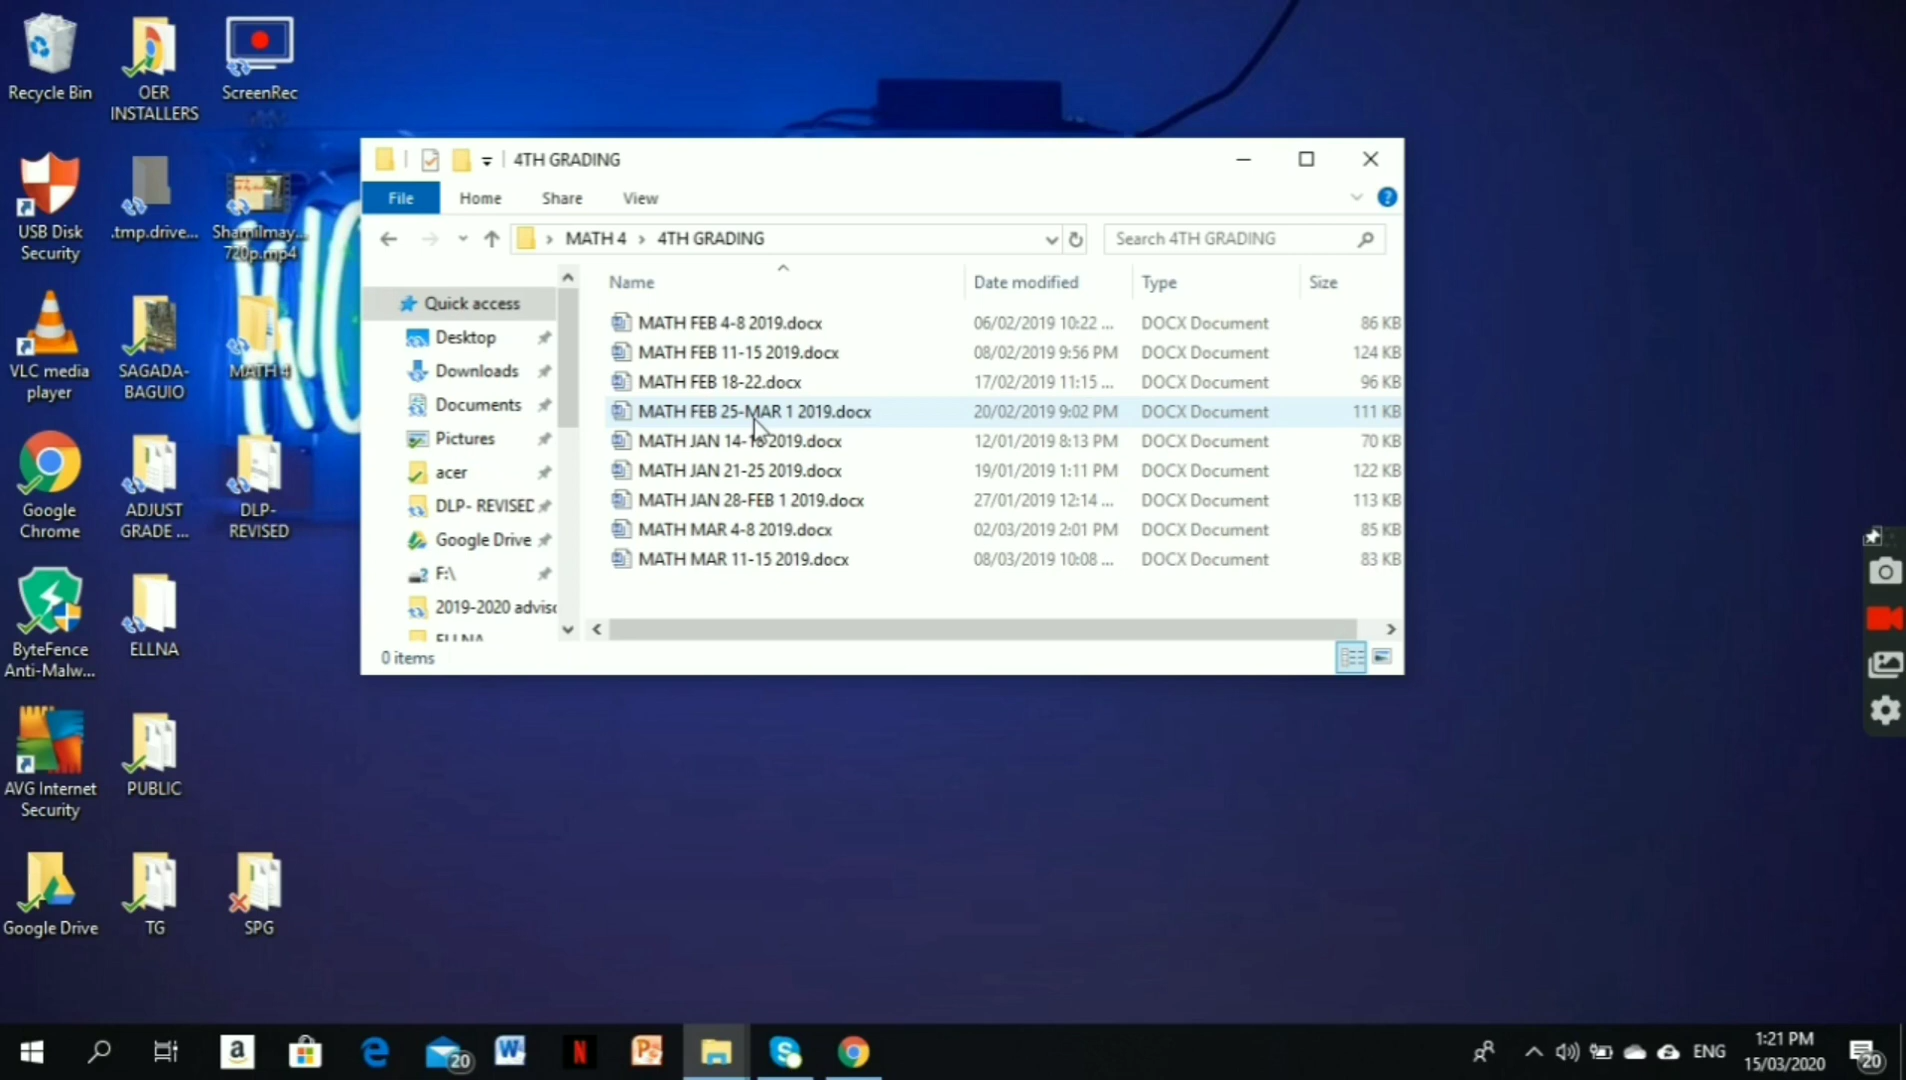 Recycle Bin
OER
INSTALLERS
ScreenRec
USB Disk
Security
.tmp.drive...
Shamilmay...
720p.mp4
VLC media
player
SAGADA-
BAGUIO
MATH 4
Google
Chrome
ADJUST
GRADE ...
DLP-
REVISED
ByteFence
Anti-Malw...
ELLNA
AVG Internet
Security
PUBLIC
Google Drive
TG
SPG
4TH GRADING
File Home Share View
MATH 4 > 4TH GRADING
Search 4TH GRADING
Quick access
Desktop
Downloads
Documents
Pictures
acer
DLP- REVISED
Google Drive
F:\
2019-2020 adviso
ELLNA
Name Date modified Type Size
MATH FEB 4-8 2019.docx 06/02/2019 10:22 ... DOCX Document 86 KB
MATH FEB 11-15 2019.docx 08/02/2019 9:56 PM DOCX Document 124 KB
MATH FEB 18-22.docx 17/02/2019 11:15 ... DOCX Document 96 KB
MATH FEB 25-MAR 1 2019.docx 20/02/2019 9:02 PM DOCX Document 111 KB
MATH JAN 14-18 2019.docx 12/01/2019 8:13 PM DOCX Document 70 KB
MATH JAN 21-25 2019.docx 19/01/2019 1:11 PM DOCX Document 122 KB
MATH JAN 28-FEB 1 2019.docx 27/01/2019 12:14 ... DOCX Document 113 KB
MATH MAR 4-8 2019.docx 02/03/2019 2:01 PM DOCX Document 85 KB
MATH MAR 11-15 2019.docx 08/03/2019 10:08 ... DOCX Document 83 KB
0 items
20
ENG
1:21 PM
15/03/2020
20